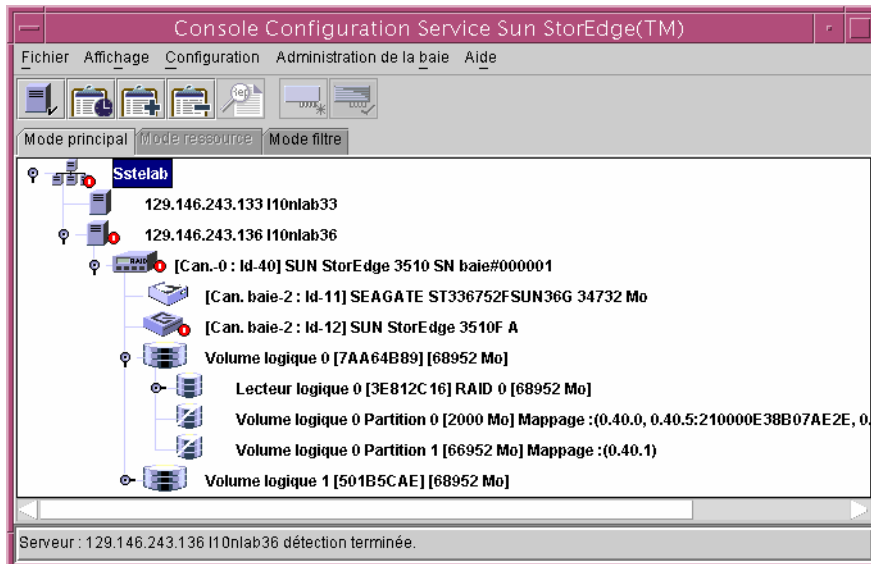 Console Configuration Service Sun StorEdge(TM)
Fichier Affichage Configuration Administration de la baie Aide
Rep
Mode principal Mode ressource Mode filtre
Sstelab
129.146.243.133 l10nlab33
129.146.243.136 l10nlab36
RAID [Can.-0 : Id-40] SUN StorEdge 3510 SN baie#000001
[Can. baie-2 : Id-11] SEAGATE ST336752FSUN36G 34732 Mo
[Can. baie-2 : Id-12] SUN StorEdge 3510F A
Volume logique 0 [7AA64B89] [68952 Mo]
Lecteur logique 0 [3E812C16] RAID 0 [68952 Mo]
Volume logique 0 Partition 0 [2000 Mo] Mappage :(0.40.0, 0.40.5:210000E38B07AE2E, 0.
Volume logique 0 Partition 1 [66952 Mo] Mappage :(0.40.1)
Volume logique 1 [501B5CAE] [68952 Mo]
Serveur : 129.146.243.136 l10nlab36 détection terminée.